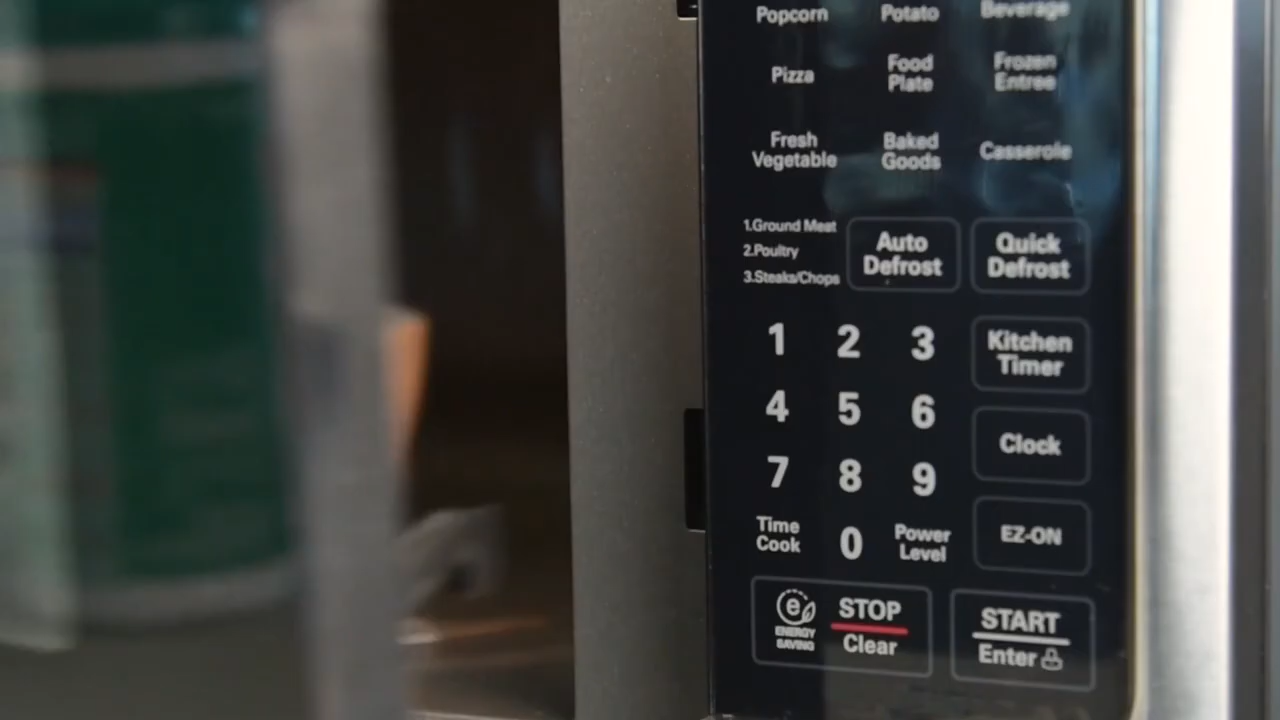 Popcorn Potato Beverage
Pizza Food Plate Frozen Entree
Fresh Vegetable Baked Goods Casserole
1.Ground Meat
2.Poultry
3.Steaks/Chops
Auto Defrost Quick Defrost
1 2 3 Kitchen Timer
4 5 6 Clock
7 8 9 EZ-ON
Time Cook 0 Power Level
e ENERGY SAVING STOP Clear START Enter